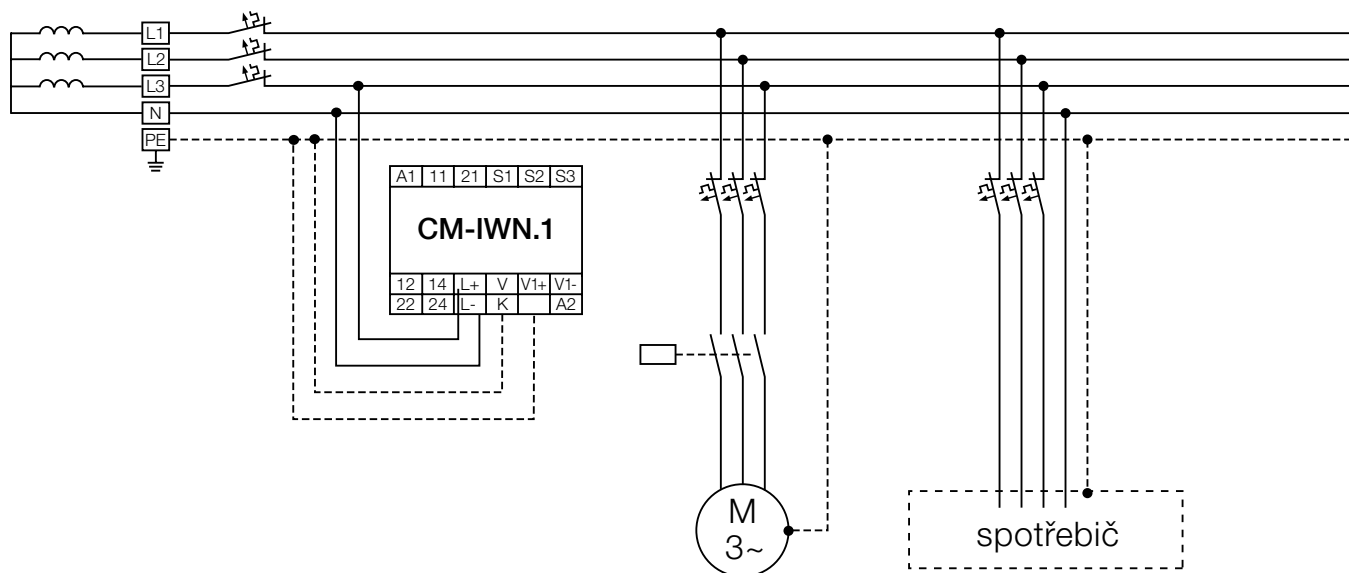 L1
L2
L3
N
PE
A1 11 21 S1 S2 S3
CM-IWN.1
12 14 L+ V V1+ V1-
22 24 L- K A2
M
3~
spotřebič